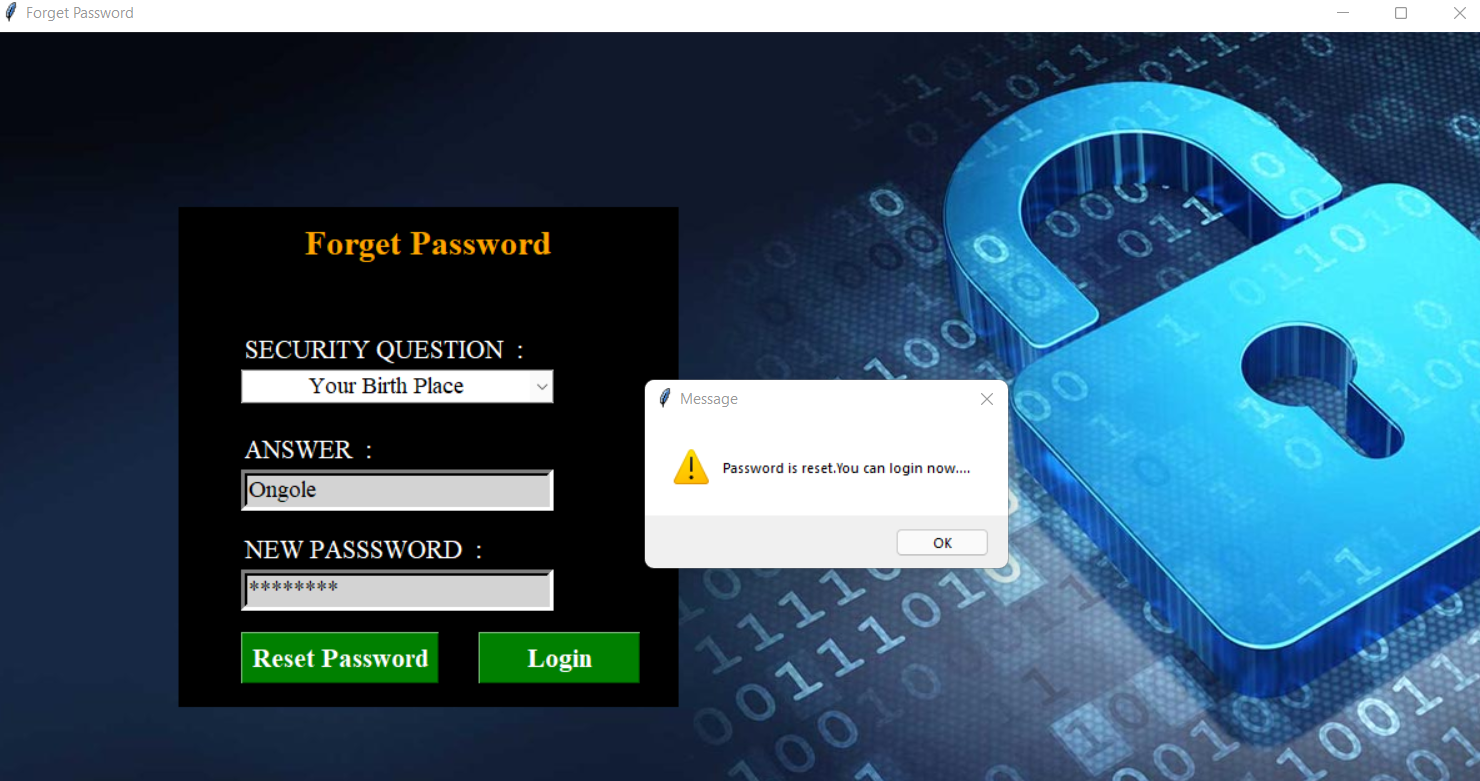 Forget Password
Forget Password
SECURITY QUESTION :
Your Birth Place
ANSWER :
Ongole
NEW PASSSWORD :
********
Reset Password
Login
Message
Password is reset.You can login now....
OK